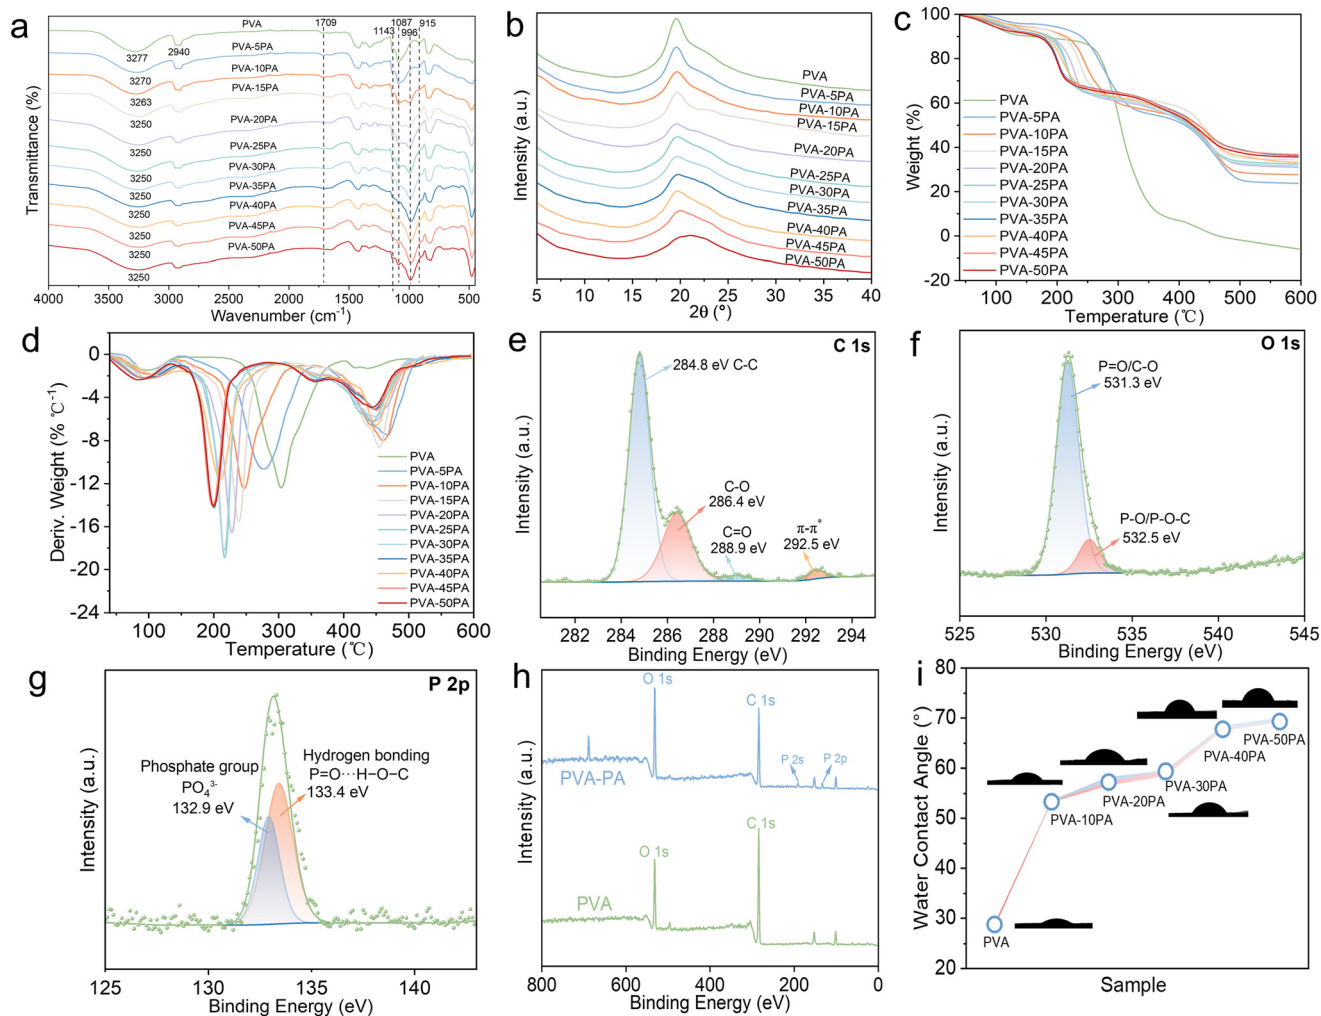 a
PVA
1709
1143
1087
996
915
3277
2940
PVA-5PA
3270
PVA-10PA
3263
PVA-15PA
3250
PVA-20PA
3250
PVA-25PA
3250
PVA-30PA
3250
PVA-35PA
3250
PVA-40PA
3250
PVA-45PA
3250
PVA-50PA
3250
Transmittance (%)
4000 3500 3000 2500 2000 1500 1000 500
Wavenumber (cm-1)
b
PVA
PVA-5PA
PVA-10PA
PVA-15PA
PVA-20PA
PVA-25PA
PVA-30PA
PVA-35PA
PVA-40PA
PVA-45PA
PVA-50PA
Intensity (a.u.)
5 10 15 20 25 30 35 40
2θ (°)
c
100
80
60
40
20
0
-20
Weight (%)
PVA
PVA-5PA
PVA-10PA
PVA-15PA
PVA-20PA
PVA-25PA
PVA-30PA
PVA-35PA
PVA-40PA
PVA-45PA
PVA-50PA
100 200 300 400 500 600
Temperature (℃)
d
0
-4
-8
-12
-16
-20
-24
Deriv. Weight (% ℃-1)
PVA
PVA-5PA
PVA-10PA
PVA-15PA
PVA-20PA
PVA-25PA
PVA-30PA
PVA-35PA
PVA-40PA
PVA-45PA
PVA-50PA
100 200 300 400 500 600
Temperature (℃)
e
C 1s
284.8 eV C-C
C-O
286.4 eV
C=O
288.9 eV
π-π*
292.5 eV
Intensity (a.u.)
282 284 286 288 290 292 294
Binding Energy (eV)
f
O 1s
P=O/C-O
531.3 eV
P-O/P-O-C
532.5 eV
Intensity (a.u.)
525 530 535 540 545
Binding Energy (eV)
g
P 2p
Phosphate group
PO43-
132.9 eV
Hydrogen bonding
P=O···H-O-C
133.4 eV
Intensity (a.u.)
125 130 135 140
Binding Energy (eV)
h
O 1s
C 1s
P 2s
P 2p
PVA-PA
O 1s
C 1s
PVA
Intensity (a.u.)
800 600 400 200 0
Binding Energy (eV)
i
80
70
60
50
40
30
20
Water Contact Angle (°)
PVA
PVA-10PA
PVA-20PA
PVA-30PA
PVA-40PA
PVA-50PA
Sample